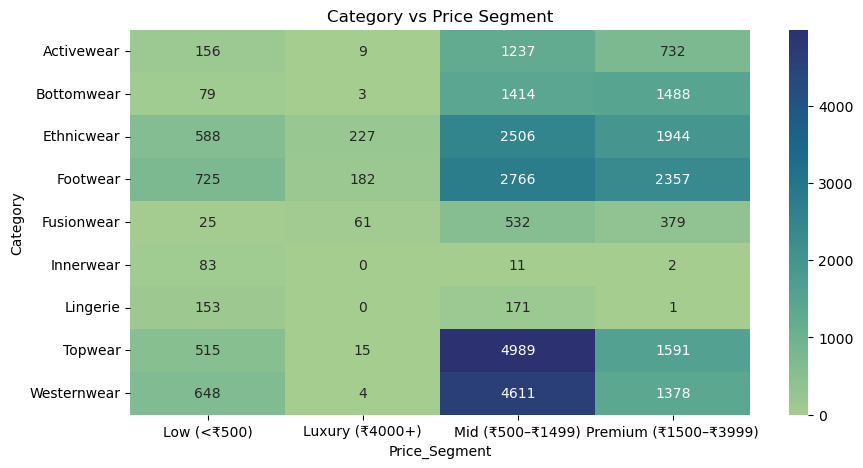 Category vs Price Segment
Category
Activewear 156 9 1237 732
Bottomwear 79 3 1414 1488
Ethnicwear 588 227 2506 1944
Footwear 725 182 2766 2357
Fusionwear 25 61 532 379
Innerwear 83 0 11 2
Lingerie 153 0 171 1
Topwear 515 15 4989 1591
Westernwear 648 4 4611 1378
Low (<₹500) Luxury (₹4000+) Mid (₹500–₹1499) Premium (₹1500–₹3999)
Price_Segment
4000
3000
2000
1000
0